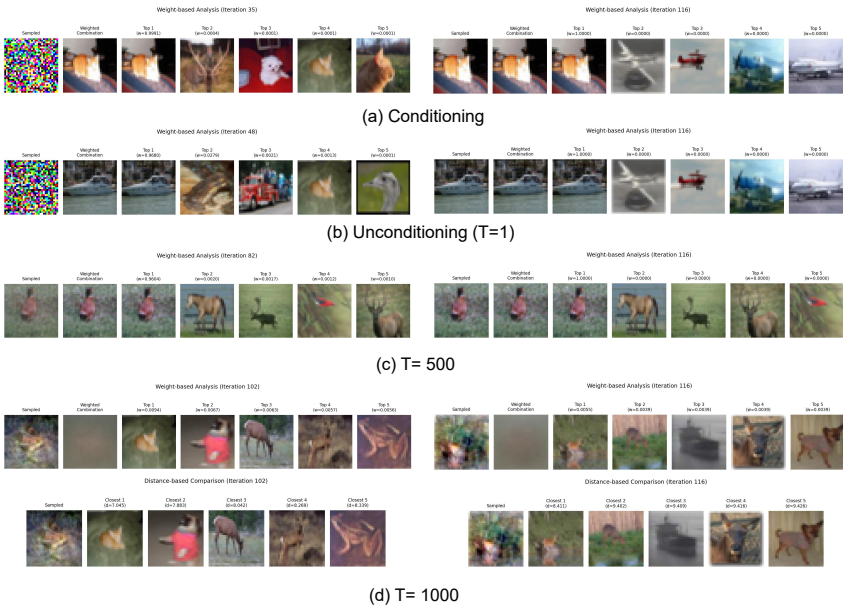 Weight-based Analysis (Iteration 35)
Sampled
Weighted Combination
Top 1 (w=0.9991)
Top 2 (w=0.0004)
Top 3 (w=0.0001)
Top 4 (w=0.0001)
Top 5 (w=0.0001)
Weight-based Analysis (Iteration 116)
Sampled
Weighted Combination
Top 1 (w=1.0000)
Top 2 (w=0.0000)
Top 3 (w=0.0000)
Top 4 (w=0.0000)
Top 5 (w=0.0000)
(a) Conditioning
Weight-based Analysis (Iteration 48)
Sampled
Weighted Combination
Top 1 (w=0.9680)
Top 2 (w=0.0279)
Top 3 (w=0.0021)
Top 4 (w=0.0013)
Top 5 (w=0.0001)
Weight-based Analysis (Iteration 116)
Sampled
Weighted Combination
Top 1 (w=1.0000)
Top 2 (w=0.0000)
Top 3 (w=0.0000)
Top 4 (w=0.0000)
Top 5 (w=0.0000)
(b) Unconditioning (T=1)
Weight-based Analysis (Iteration 82)
Sampled
Weighted Combination
Top 1 (w=0.9604)
Top 2 (w=0.0020)
Top 3 (w=0.0017)
Top 4 (w=0.0012)
Top 5 (w=0.0010)
Weight-based Analysis (Iteration 116)
Sampled
Weighted Combination
Top 1 (w=1.0000)
Top 2 (w=0.0000)
Top 3 (w=0.0000)
Top 4 (w=0.0000)
Top 5 (w=0.0000)
(c) T= 500
Weight-based Analysis (Iteration 102)
Sampled
Weighted Combination
Top 1 (w=0.0094)
Top 2 (w=0.0067)
Top 3 (w=0.0063)
Top 4 (w=0.0057)
Top 5 (w=0.0056)
Weight-based Analysis (Iteration 116)
Sampled
Weighted Combination
Top 1 (w=0.0055)
Top 2 (w=0.0039)
Top 3 (w=0.0039)
Top 4 (w=0.0039)
Top 5 (w=0.0039)
Distance-based Comparison (Iteration 102)
Sampled
Closest 1 (d=7.045)
Closest 2 (d=7.883)
Closest 3 (d=8.042)
Closest 4 (d=8.269)
Closest 5 (d=8.339)
Distance-based Comparison (Iteration 116)
Sampled
Closest 1 (d=8.411)
Closest 2 (d=9.402)
Closest 3 (d=9.409)
Closest 4 (d=9.416)
Closest 5 (d=9.426)
(d) T= 1000